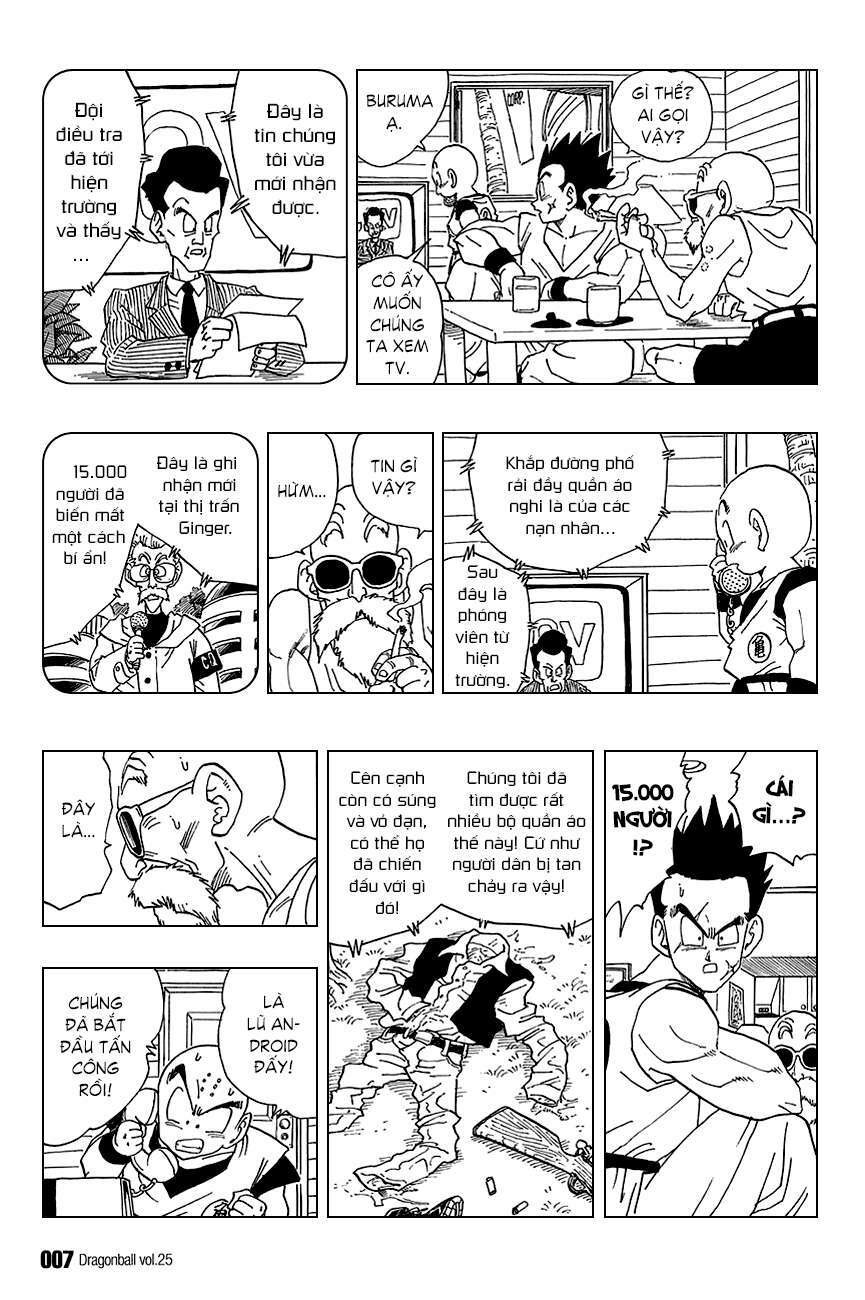 GÌ THẾ?
AI GỌI
VẬY?
BURUMA
Ạ.
CORP.
TV
CÔ ẤY
MUỐN
CHÚNG
TA XEM
TV.
Đây là
tin chúng
tôi vừa
mới nhận
được.
Đội
điều tra
đã tới
hiện
trường
và thấy
...
Khắp đường phố
rải đầy quần áo
nghi là của các
nạn nhân...
Sau
đây là
phóng
viên từ
hiện
trường.
TV
亀
TIN GÌ
VẬY?
HỪM...
Đây là ghi
nhận mới
tại thị trấn
Ginger.
15.000
người đã
biến mất
một cách
bí ẩn!
CÁI
GÌ...?
15.000
NGƯỜI
!?
Chúng tôi đã
tìm được rất
nhiều bộ quần áo
thế này! Cứ như
người dân bị tan
chảy ra vậy!
Cên cạnh
còn có súng
và vỏ đạn,
có thể họ
đã chiến
đấu với gì
đó!
ĐÂY
LÀ...
LÀ
LŨ AN-
DROID
ĐẤY!
CHÚNG
ĐÃ BẮT
ĐẦU TẤN
CÔNG
RỒI!
007 Dragonball vol.25